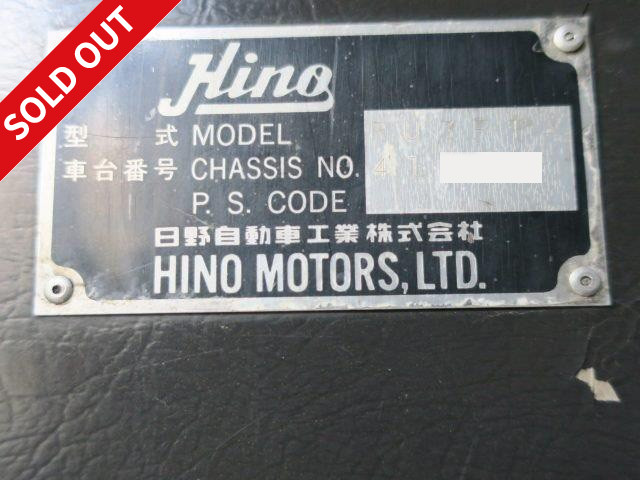 SOLD OUT
Hino
型 式 MODEL
車台番号 CHASSIS NO. 41
P. S. CODE
日野自動車工業株式会社
HINO MOTORS, LTD.